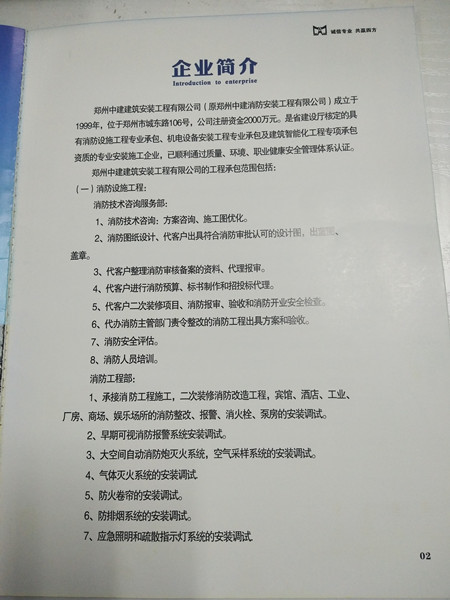 诚信专业 共赢四方
企业简介
Introduction to enterprise
郑州中建建筑安装工程有限公司（原郑州中建消防安装工程有限公司）成立于
1999年，位于郑州市城东路106号，公司注册资金2000万元。是省建设厅核定的具
有消防设施工程专业承包、机电设备安装工程专业承包及建筑智能化工程专项承包
资质的专业安装施工企业，已顺利通过质量、环境、职业健康安全管理体系认证。
郑州中建建筑安装工程有限公司的工程承包范围包括：
（一）消防设施工程：
消防技术咨询服务部：
1、消防技术咨询：方案咨询、施工图优化。
2、消防图纸设计、代客户出具符合消防审批认可的设计图，出蓝图、
盖章。
3、代客户整理消防审核备案的资料、代理报审。
4、代客户进行消防预算、标书制作和招投标代理。
5、代客户二次装修项目、消防报审、验收和消防开业安全检查。
6、代办消防主管部门责令整改的消防工程出具方案和验收。
7、消防安全评估。
8、消防人员培训。
消防工程部：
1、承接消防工程施工，二次装修消防改造工程，宾馆、酒店、工业、
厂房、商场、娱乐场所的消防整改、报警、消火栓、泵房的安装调试。
2、早期可视消防报警系统安装调试。
3、大空间自动消防炮灭火系统，空气采样系统的安装调试。
4、气体灭火系统的安装调试.
5、防火卷帘的安装调试。
6、防排烟系统的安装调试。
7、应急照明和疏散指示灯系统的安装调试.
02